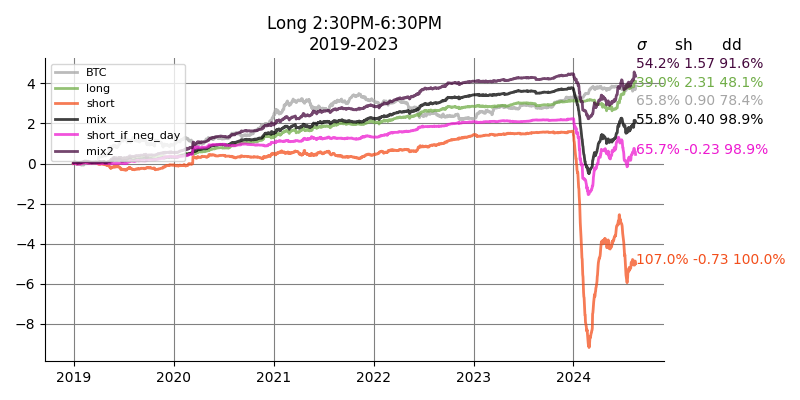 Long 2:30PM-6:30PM
2019-2023
σ sh dd
BTC
long
short
mix
short_if_neg_day
mix2
54.2% 1.57 91.6%
39.0% 2.31 48.1%
65.8% 0.90 78.4%
55.8% 0.40 98.9%
65.7% -0.23 98.9%
107.0% -0.73 100.0%
4
2
0
−2
−4
−6
−8
2019 2020 2021 2022 2023 2024